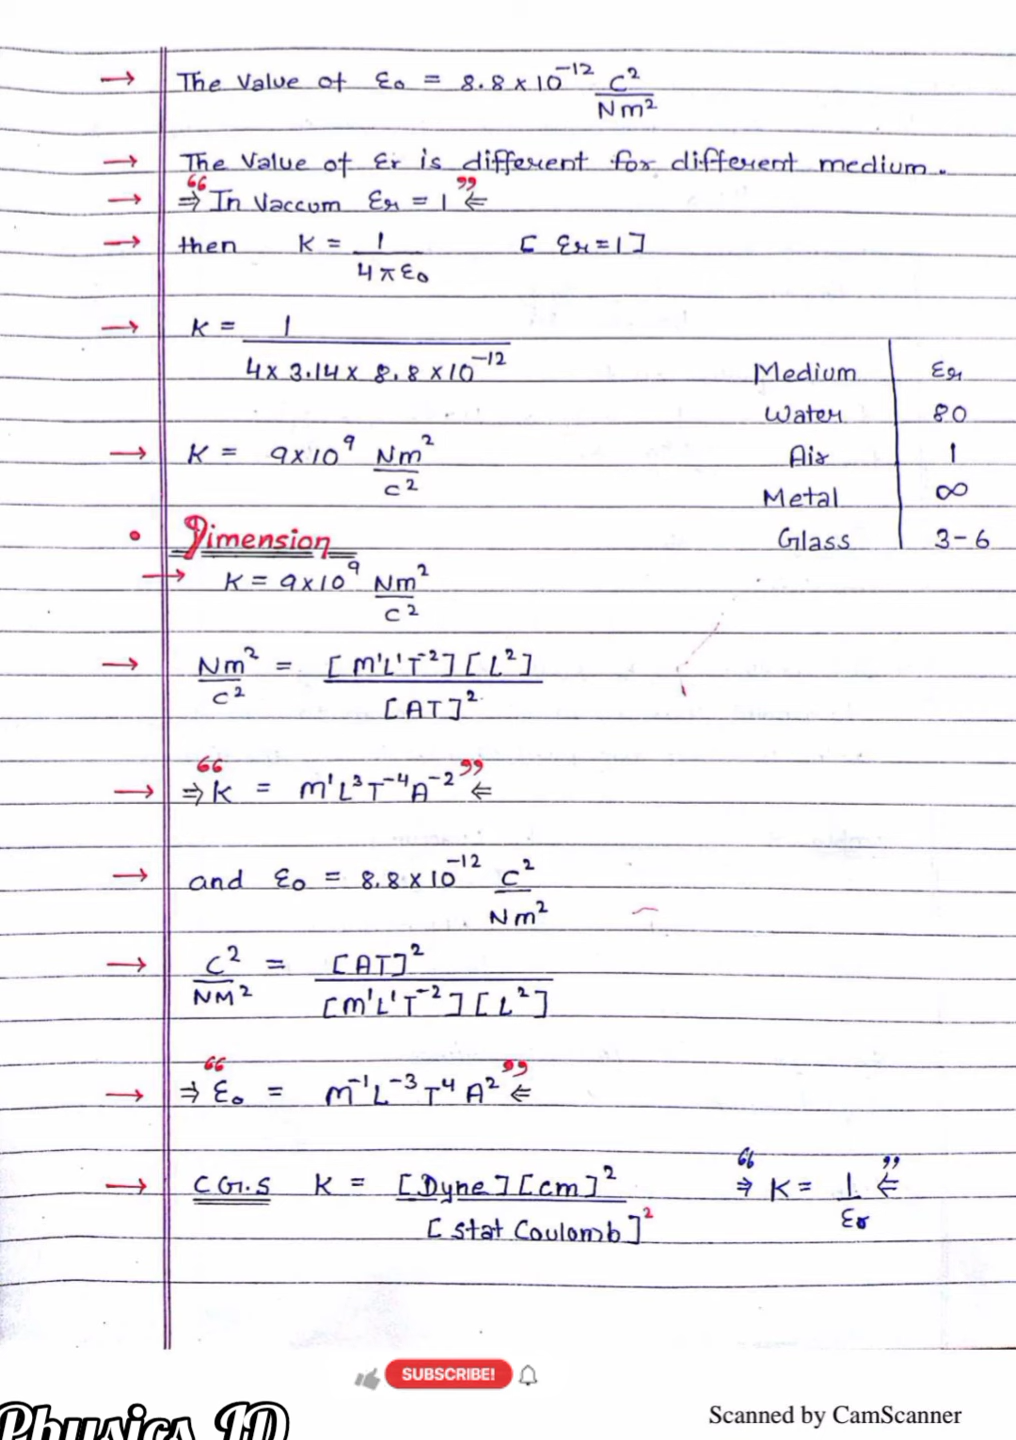 → The Value of ε₀ = 8.8 × 10⁻¹² C²/Nm²
→ The Value of εr is different for different medium.
→ “⇒ In Vaccum εr = 1 ”⇐
→ then K = 1/4πε₀ [ εr=1 ]
→ K = 1/4 × 3.14 × 8.8 × 10⁻¹²
→ K = 9×10⁹ Nm²/c²
Medium εr
Water 80
Air 1
Metal ∞
Glass 3-6
• Dimension
→ K = 9×10⁹ Nm²/c²
→ Nm²/c² = [M¹L¹T⁻²][L²]/[AT]²
→ “⇒ K = M¹L³T⁻⁴A⁻² ”⇐
→ and ε₀ = 8.8 × 10⁻¹² C²/Nm²
→ C²/NM² = [AT]²/[M¹L¹T⁻²][L²]
→ “⇒ ε₀ = M⁻¹L⁻³T⁴A² ”⇐
→ C.G.S K = [Dyne][cm]²/[stat Coulomb]² “⇒ K = 1/εr ”⇐
SUBSCRIBE!
Physics ID
Scanned by CamScanner